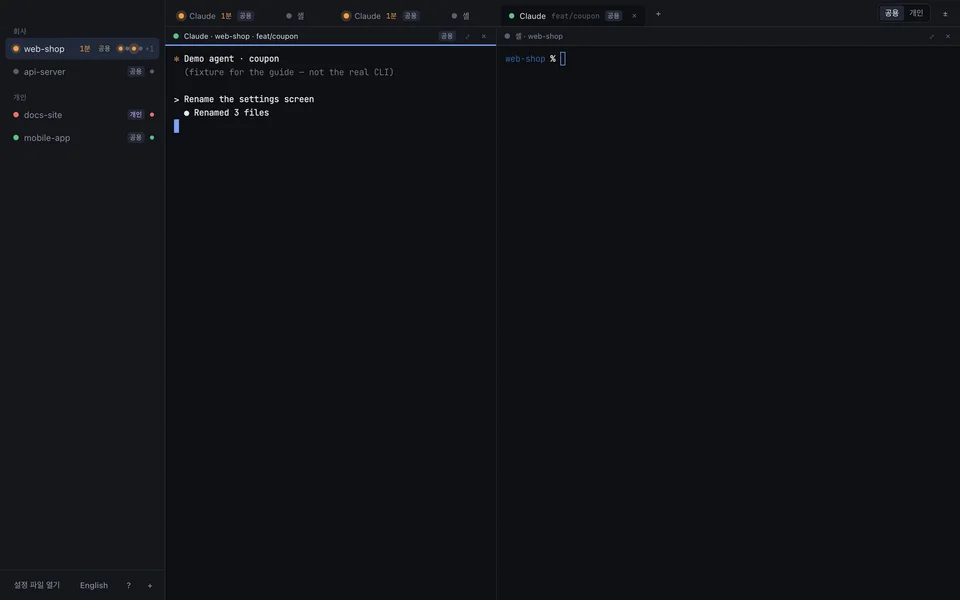 회사
web-shop 1분 공용 +1
api-server 공용
개인
docs-site 개인
mobile-app 공용
설정 파일 열기 English ? +
Claude 1분 공용 셸 Claude 1분 공용 셸 Claude feat/coupon 공용 × + 공용 개인 ±
Claude · web-shop · feat/coupon 공용 ×
✻ Demo agent · coupon
(fixture for the guide — not the real CLI)
> Rename the settings screen
● Renamed 3 files
셸 · web-shop ×
web-shop %